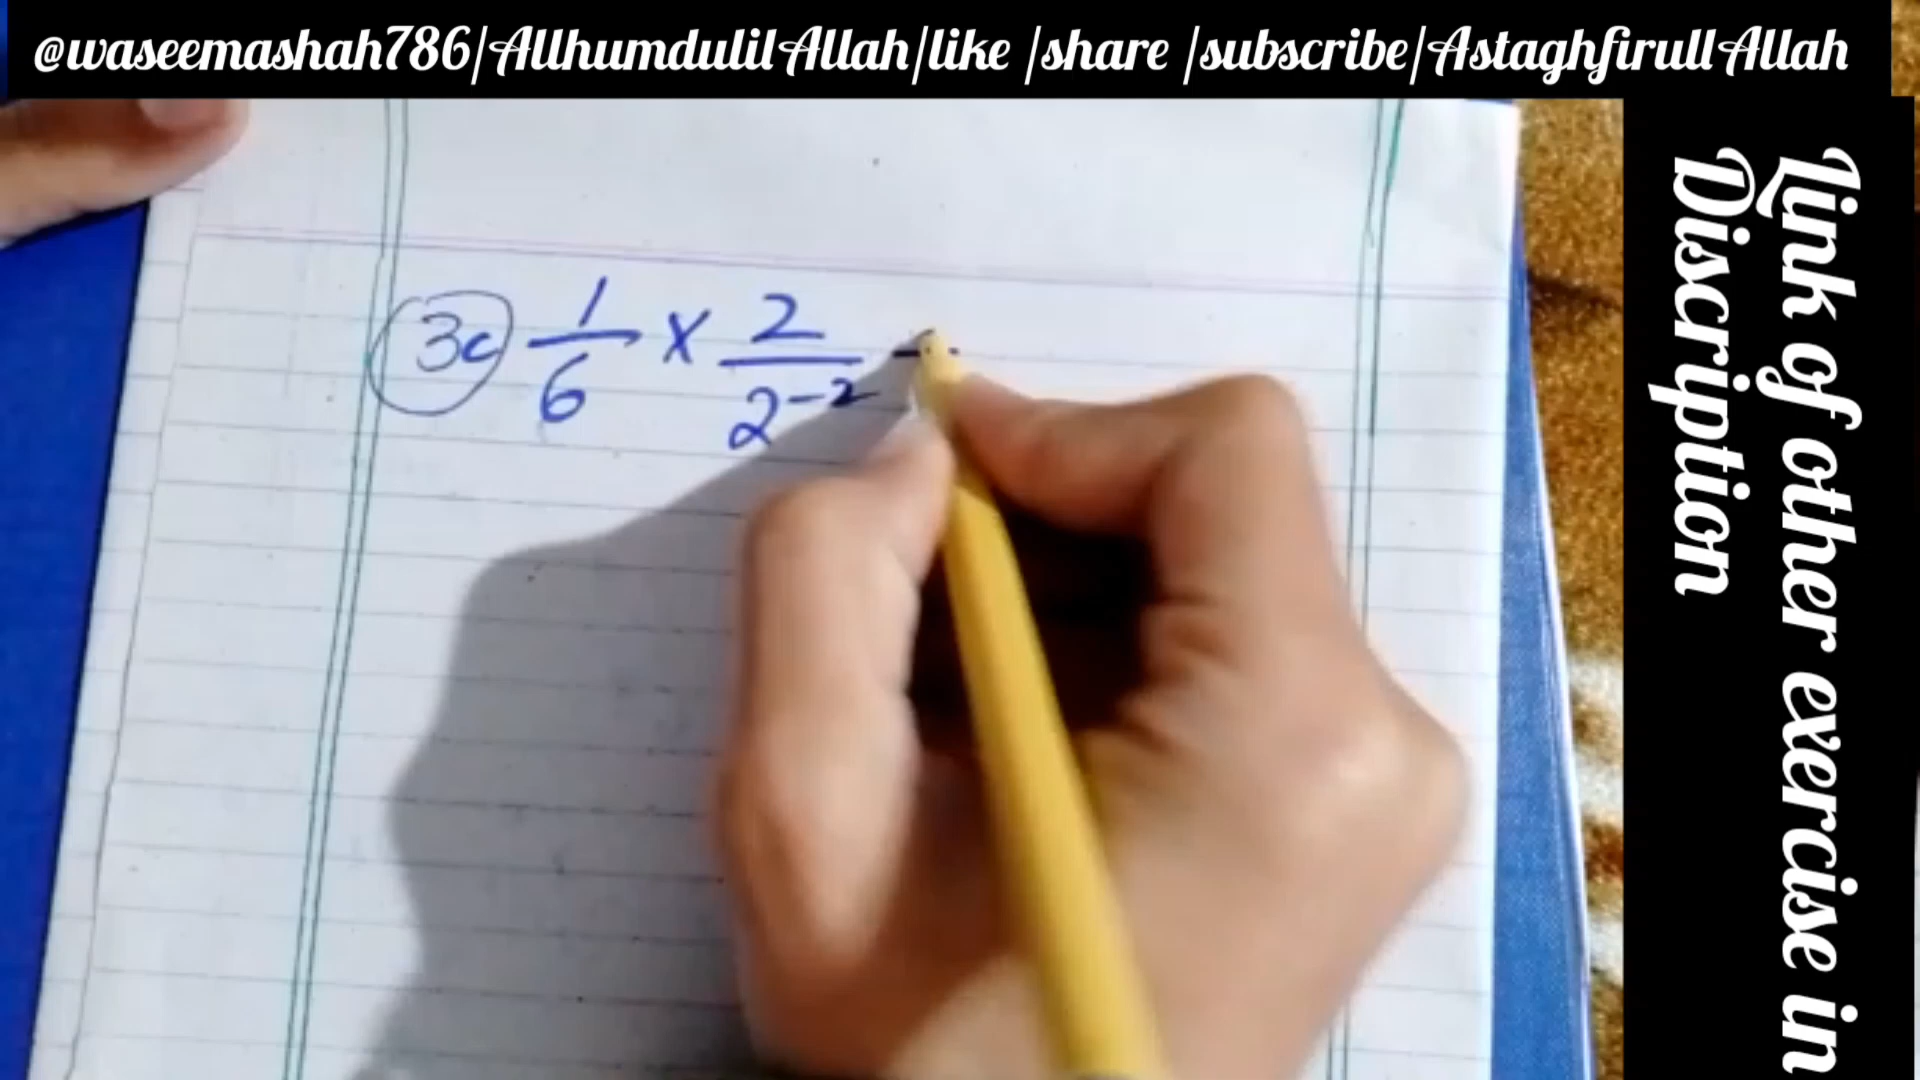 @waseemashah786/AllhumdulilAllah/like /share /subscribe/AstaghfirullAllah
Link of other exercise in
Discription
3c 1/6 × 2/2⁻²